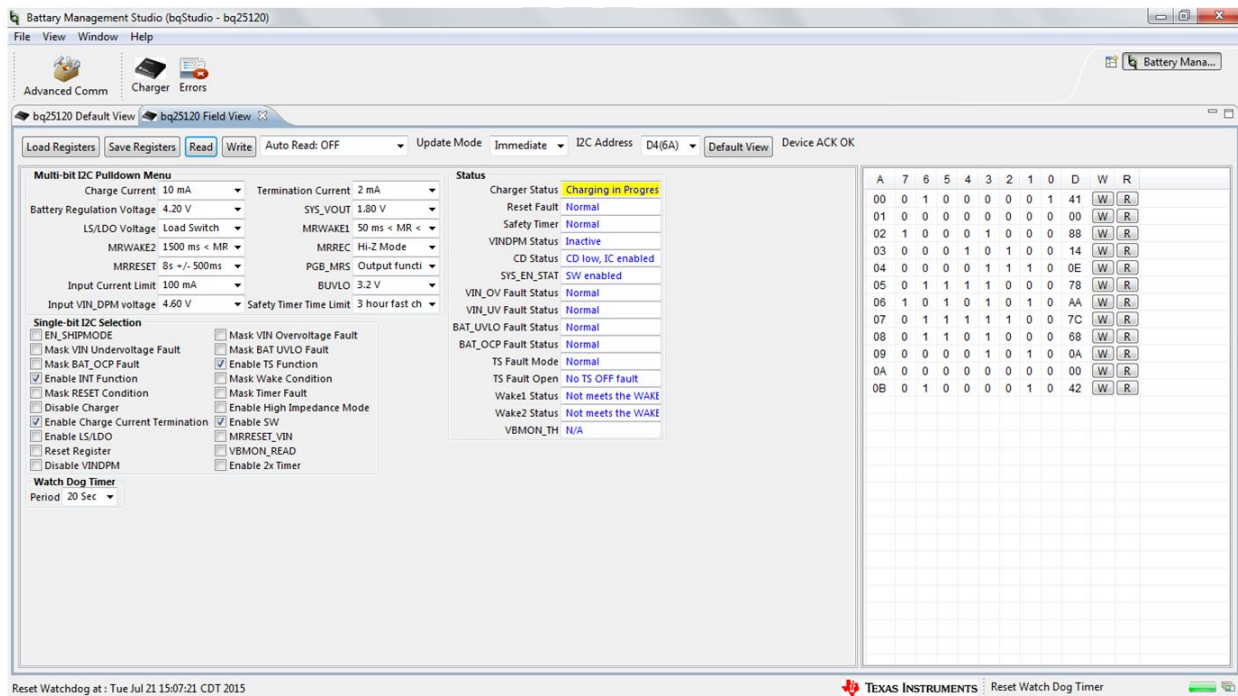 Battary Management Studio (bqStudio - bq25120)
File View Window Help
Advanced Comm Charger Errors Battery Mana...
bq25120 Default View bq25120 Field View
Load Registers Save Registers Read Write Auto Read: OFF Update Mode Immediate I2C Address D4(6A) Default View Device ACK OK
Multi-bit I2C Pulldown Menu
Charge Current 10 mA Termination Current 2 mA
Battery Regulation Voltage 4.20 V SYS_VOUT 1.80 V
LS/LDO Voltage Load Switch MRWAKE1 50 ms < MR <
MRWAKE2 1500 ms < MR MRREC Hi-Z Mode
MRRESET 8s +/- 500ms PGB_MRS Output functi
Input Current Limit 100 mA BUVLO 3.2 V
Input VIN_DPM voltage 4.60 V Safety Timer Time Limit 3 hour fast ch
Single-bit I2C Selection
EN_SHIPMODE Mask VIN Overvoltage Fault
Mask VIN Undervoltage Fault Mask BAT UVLO Fault
Mask BAT_OCP Fault Enable TS Function
Enable INT Function Mask Wake Condition
Mask RESET Condition Mask Timer Fault
Disable Charger Enable High Impedance Mode
Enable Charge Current Termination Enable SW
Enable LS/LDO MRRESET_VIN
Reset Register VBMON_READ
Disable VINDPM Enable 2x Timer
Watch Dog Timer
Period 20 Sec
Status
Charger Status Charging in Progres
Reset Fault Normal
Safety Timer Normal
VINDPM Status Inactive
CD Status CD low, IC enabled
SYS_EN_STAT SW enabled
VIN_OV Fault Status Normal
VIN_UV Fault Status Normal
BAT_UVLO Fault Status Normal
BAT_OCP Fault Status Normal
TS Fault Mode Normal
TS Fault Open No TS OFF fault
Wake1 Status Not meets the WAKE
Wake2 Status Not meets the WAKE
VBMON_TH N/A
A 7 6 5 4 3 2 1 0 D W R
00 0 1 0 0 0 0 0 1 41 W R
01 0 0 0 0 0 0 0 0 00 W R
02 1 0 0 0 1 0 0 0 88 W R
03 0 0 0 1 0 1 0 0 14 W R
04 0 0 0 0 1 1 1 0 0E W R
05 0 1 1 1 1 0 0 0 78 W R
06 1 0 1 0 1 0 1 0 AA W R
07 0 1 1 1 1 1 0 0 7C W R
08 0 1 1 0 1 0 0 0 68 W R
09 0 0 0 0 1 0 1 0 0A W R
0A 0 0 0 0 0 0 0 0 00 W R
0B 0 1 0 0 0 0 1 0 42 W R
Reset Watchdog at : Tue Jul 21 15:07:21 CDT 2015 TEXAS INSTRUMENTS Reset Watch Dog Timer